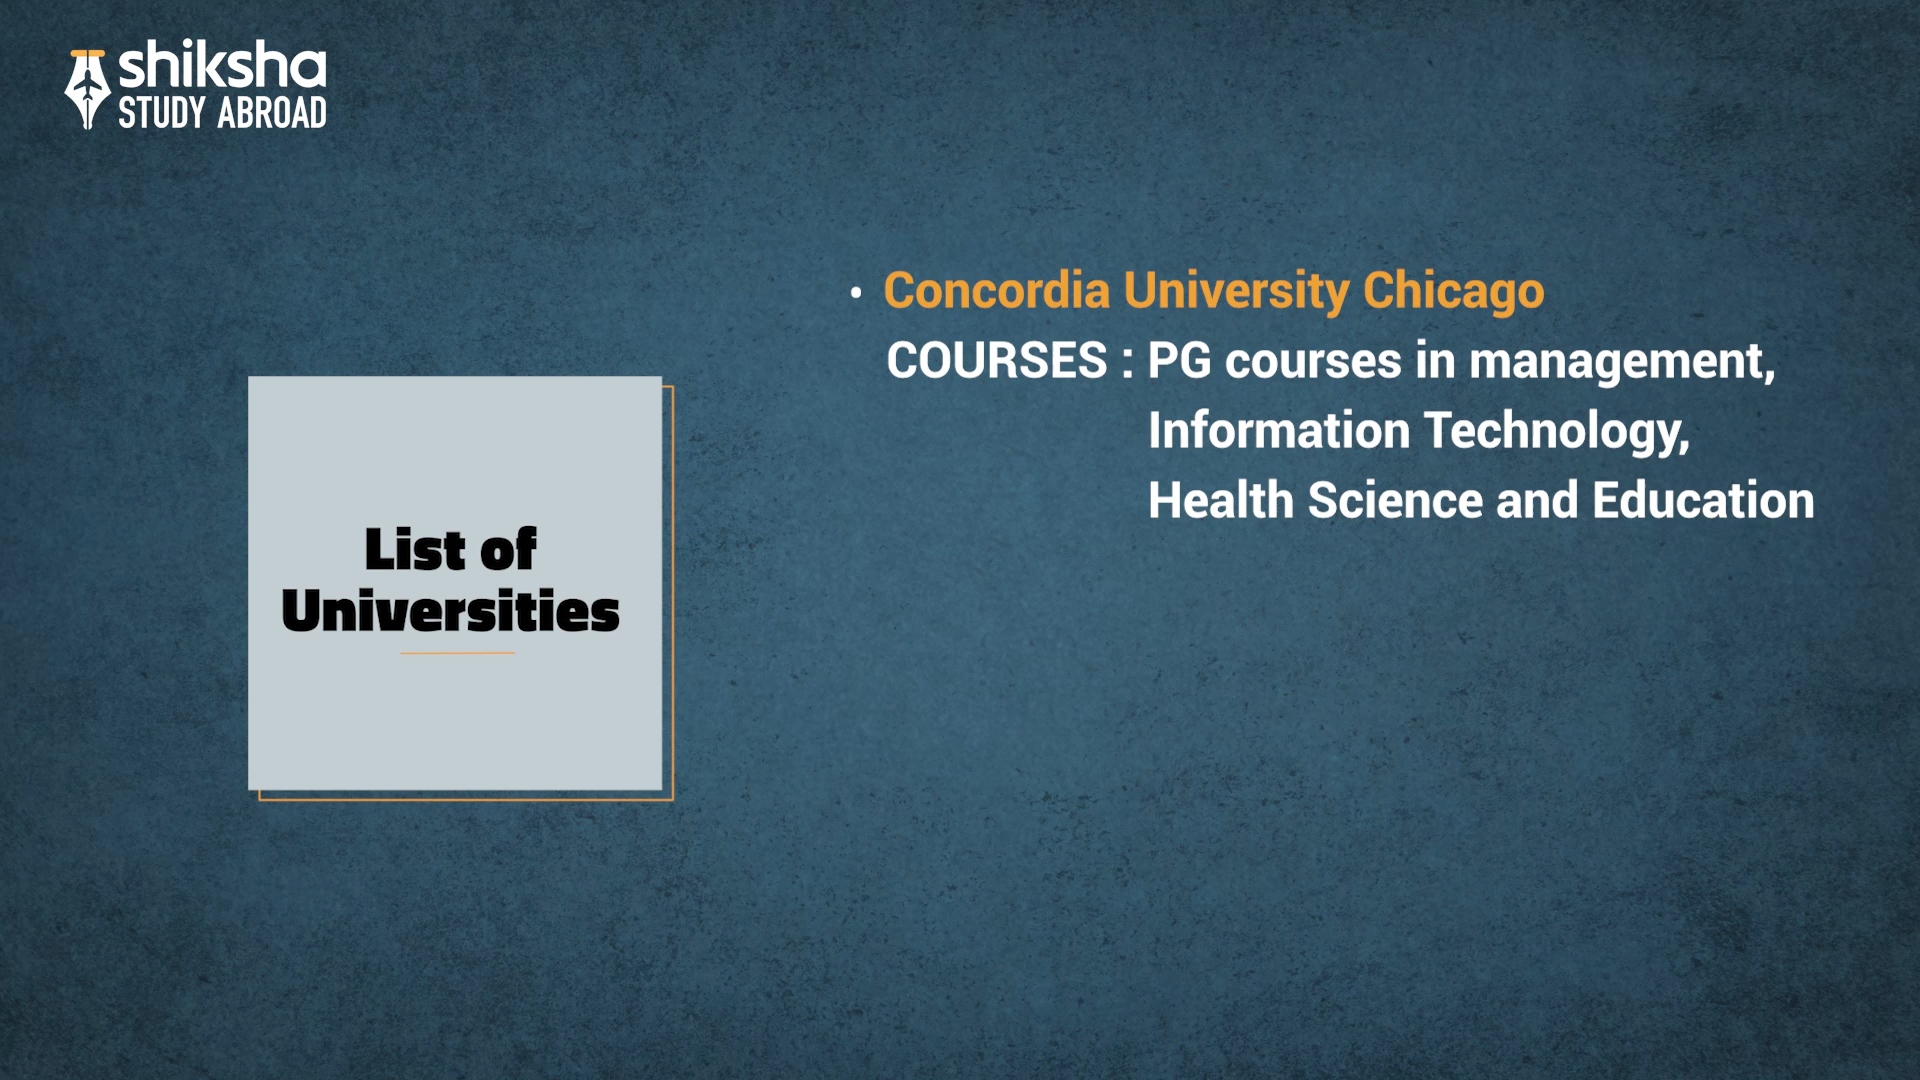 shiksha
STUDY ABROAD
List of
Universities
• Concordia University Chicago
COURSES : PG courses in management,
Information Technology,
Health Science and Education